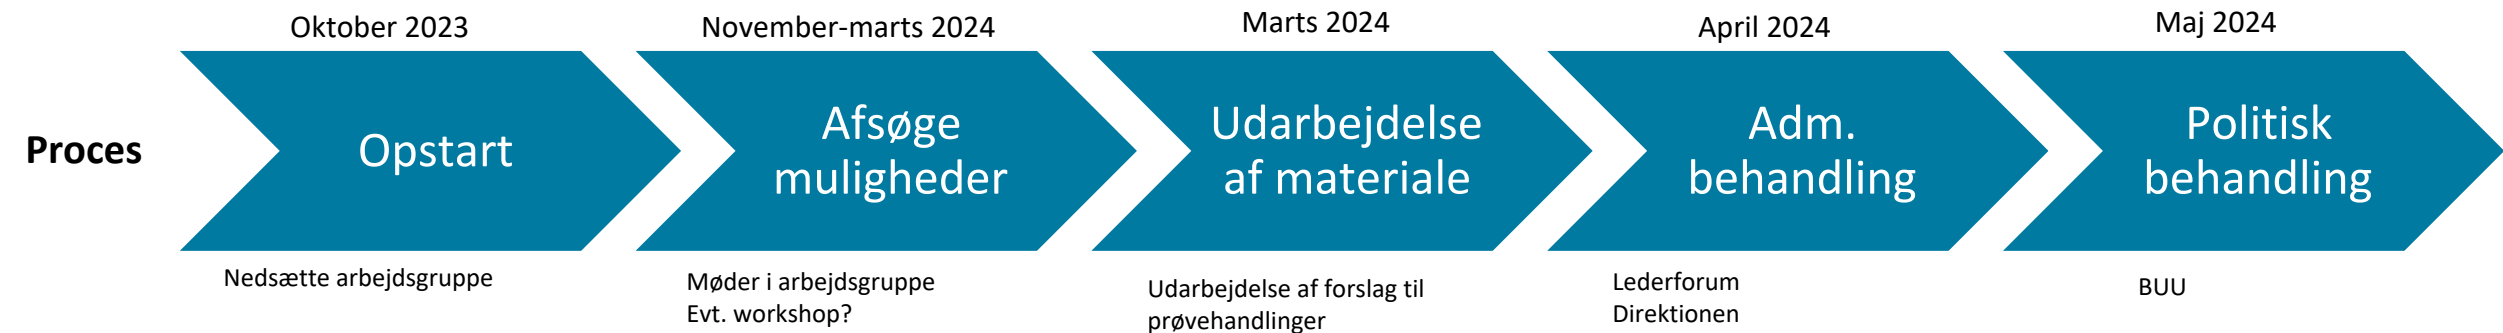 Proces
Oktober 2023
Opstart
Nedsætte arbejdsgruppe
November-marts 2024
Afsøge
muligheder
Møder i arbejdsgruppe
Evt. workshop?
Marts 2024
Udarbejdelse
af materiale
Udarbejdelse af forslag til
prøvehandlinger
April 2024
Adm.
behandling
Lederforum
Direktionen
Maj 2024
Politisk
behandling
BUU